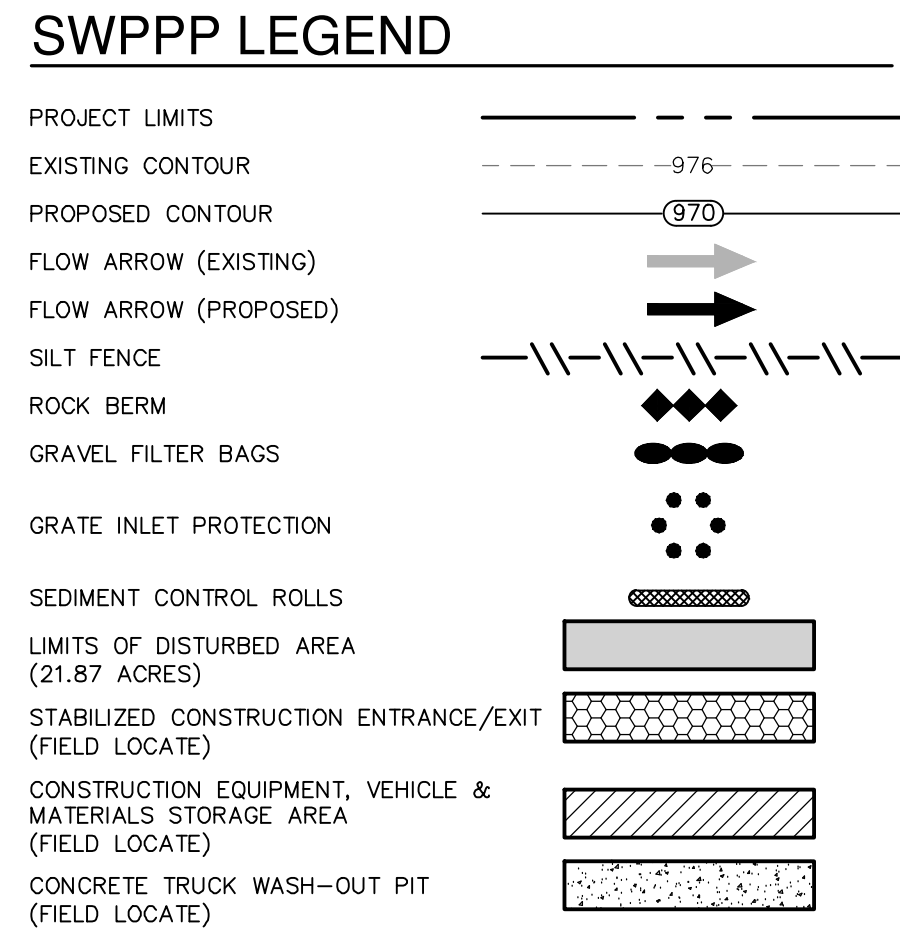 SWPPP LEGEND
PROJECT LIMITS
EXISTING CONTOUR 976
PROPOSED CONTOUR 970
FLOW ARROW (EXISTING)
FLOW ARROW (PROPOSED)
SILT FENCE
ROCK BERM
GRAVEL FILTER BAGS
GRATE INLET PROTECTION
SEDIMENT CONTROL ROLLS
LIMITS OF DISTURBED AREA
(21.87 ACRES)
STABILIZED CONSTRUCTION ENTRANCE/EXIT
(FIELD LOCATE)
CONSTRUCTION EQUIPMENT, VEHICLE &
MATERIALS STORAGE AREA
(FIELD LOCATE)
CONCRETE TRUCK WASH-OUT PIT
(FIELD LOCATE)